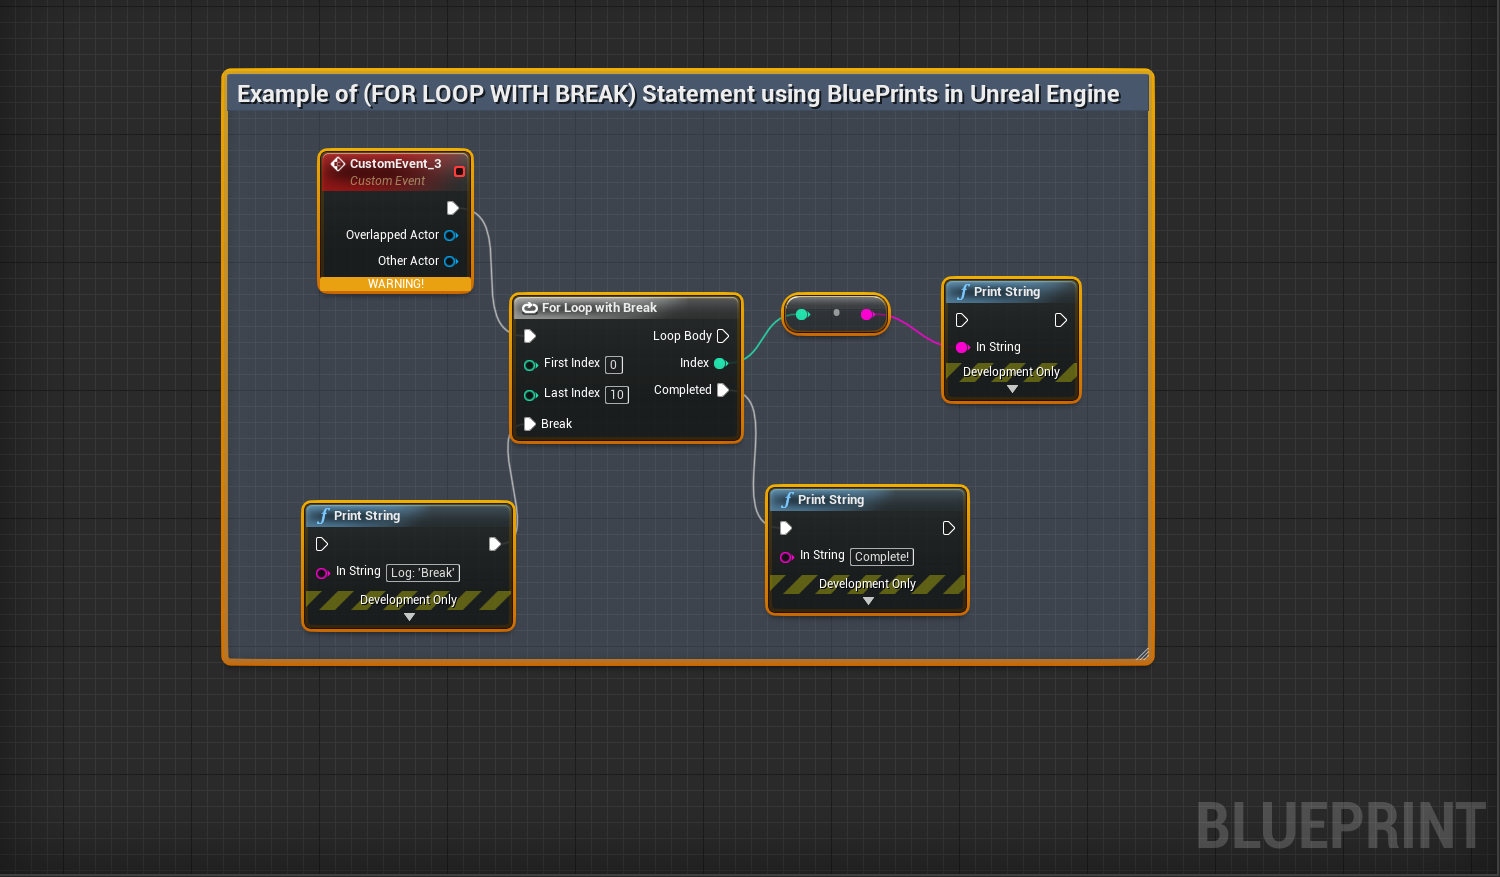 Example of (FOR LOOP WITH BREAK) Statement using BluePrints in Unreal Engine
CustomEvent_3
Custom Event
Overlapped Actor
Other Actor
WARNING!
For Loop with Break
Loop Body
First Index 0
Index
Last Index 10
Completed
Break
Print String
In String
Development Only
Print String
In String Log: 'Break'
Development Only
Print String
In String Complete!
Development Only
BLUEPRINT